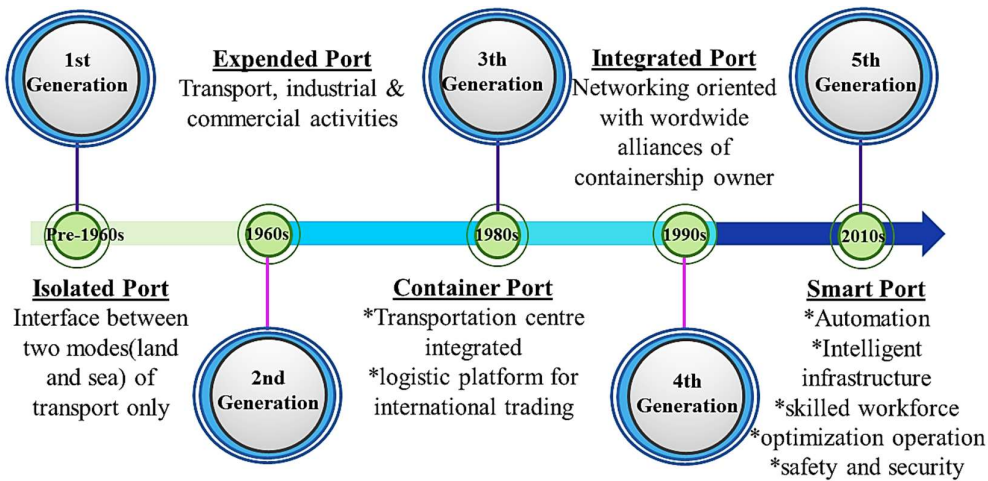 1st
Generation
Expended Port
Transport, industrial &
commercial activities
3th
Generation
Integrated Port
Networking oriented
with wordwide
alliances of
containership owner
5th
Generation
Pre-1960s
1960s
1980s
1990s
2010s
Isolated Port
Interface between
two modes(land
and sea) of
transport only
2nd
Generation
Container Port
*Transportation centre
integrated
*logistic platform for
international trading
4th
Generation
Smart Port
*Automation
*Intelligent
infrastructure
*skilled workforce
*optimization operation
*safety and security